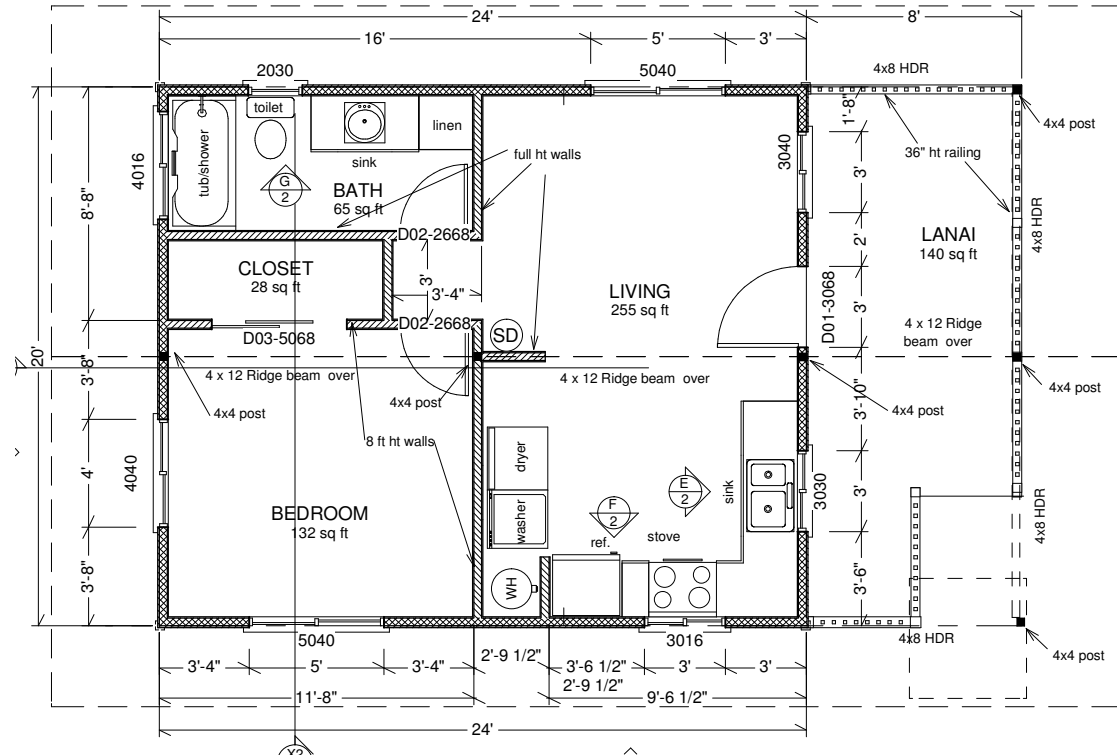 24'
8'
16'
5'
3'
2030
5040
4x8 HDR
toilet
linen
sink
tub/shower
4016
G
2
BATH
65 sq ft
full ht walls
3040
1'-8"
3'
2'
3'
3'-10"
3'
3'-6"
36" ht railing
4x4 post
4x8 HDR
LANAI
140 sq ft
8'-8"
3'-8"
4'
3'-8"
20'
D02-2668
CLOSET
28 sq ft
3'
3'-4"
D02-2668
D03-5068
LIVING
255 sq ft
SD
D01-3068
4 x 12 Ridge
beam over
4 x 12 Ridge beam over
4 x 12 Ridge beam over
4x4 post
4x4 post
4x4 post
4x4 post
8 ft ht walls
4040
BEDROOM
132 sq ft
dryer
washer
WH
F
2
E
2
ref.
stove
sink
3030
4x8 HDR
4x8 HDR
4x4 post
5040
3016
3'-4"
5'
3'-4"
2'-9 1/2"
3'-6 1/2"
3'
3'
2'-9 1/2"
11'-8"
9'-6 1/2"
24'
X2